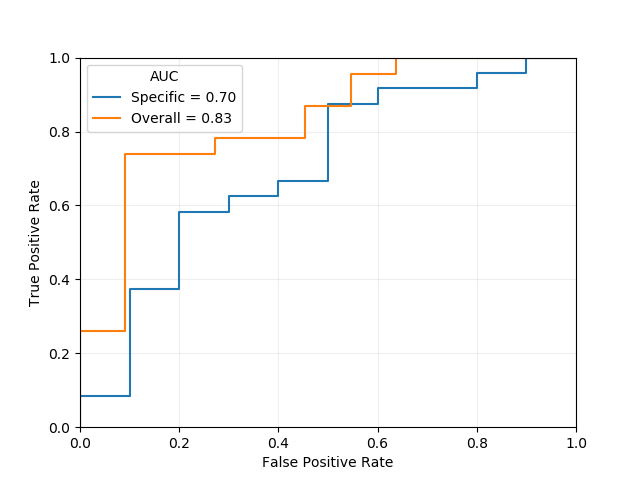 AUC
Specific = 0.70
Overall = 0.83
1.0
0.8
0.6
0.4
0.2
0.0
True Positive Rate
0.0 0.2 0.4 0.6 0.8 1.0
False Positive Rate